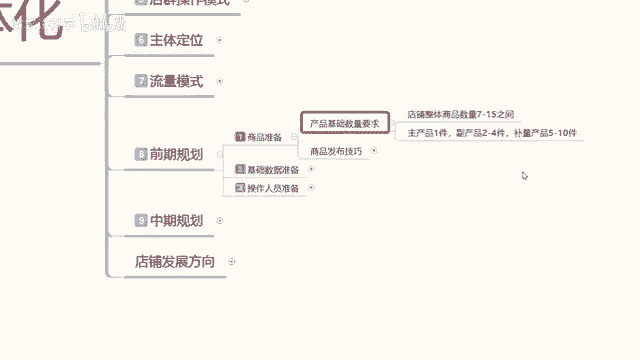 体化
店群操作模式
6 主体定位
7 流量模式
8 前期规划
1 商品准备
产品基础数量要求
店铺整体商品数量7-15之间
主产品1件，副产品2-4件，补量产品5-10件
商品发布技巧
基础数据准备
操作人员准备
9 中期规划
店铺发展方向